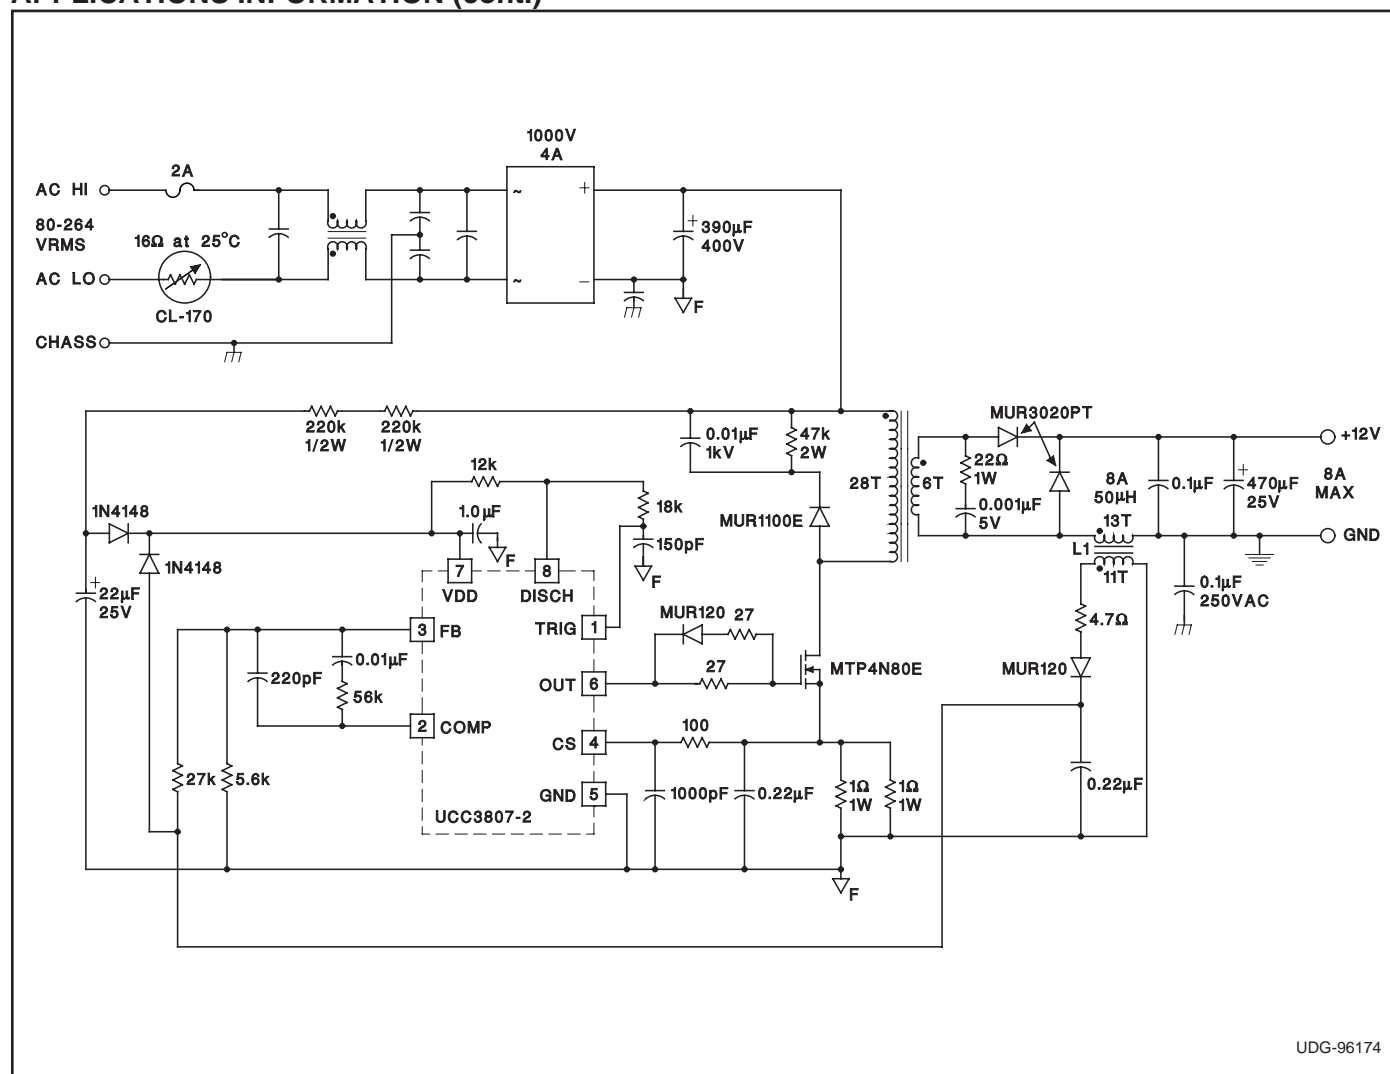 APPLICATIONS INFORMATION (cont.)
1000V
4A
2A
AC HI
~
+
80-264
VRMS
16Ω at 25°C
+
390µF
400V
AC LO
~
–
F
CL-170
CHASS
220k
1/2W
220k
1/2W
0.01µF
1kV
47k
2W
MUR3020PT
+12V
12k
22Ω
1W
8A
50µH
0.1µF
+
470µF
25V
8A
MAX
28T
6T
1N4148
1.0µF
18k
MUR1100E
0.001µF
5V
13T
GND
F
150pF
L1
1N4148
7
8
F
11T
+
22µF
25V
VDD
DISCH
0.1µF
250VAC
3
FB
TRIG
1
MUR120
27
4.7Ω
0.01µF
220pF
56k
OUT
6
27
MTP4N80E
MUR120
2
COMP
CS
4
100
27k
5.6k
1000pF
0.22µF
1Ω
1W
1Ω
1W
0.22µF
GND
5
UCC3807-2
F
UDG-96174